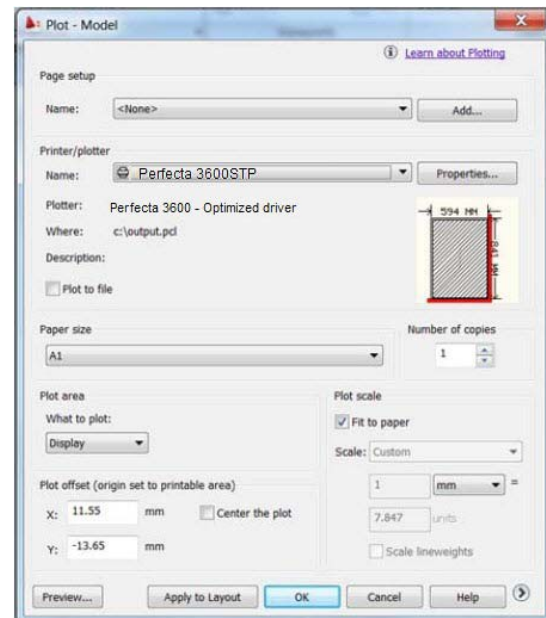 Plot - Model
Learn about Plotting
Page setup
Name: <None> Add...
Printer/plotter
Name: Perfecta 3600STP Properties...
Plotter: Perfecta 3600 - Optimized driver
Where: c:\output.pcl
Description:
Plot to file
594 MM
841 MM
Paper size
A1
Number of copies
1
Plot area
What to plot:
Display
Plot scale
Fit to paper
Scale: Custom
1 mm =
7.847 units
Scale lineweights
Plot offset (origin set to printable area)
X: 11.55 mm Center the plot
Y: -13.65 mm
Preview... Apply to Layout OK Cancel Help